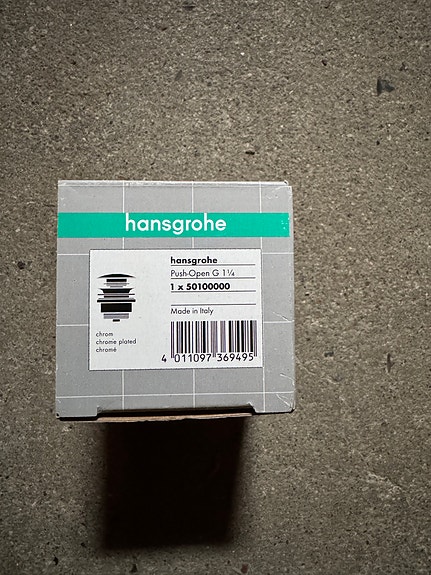 hansgrohe
hansgrohe
Push-Open G 1¼
1 x 50100000
Made in Italy
chrom
chrome plated
chromé
4 011097 369495